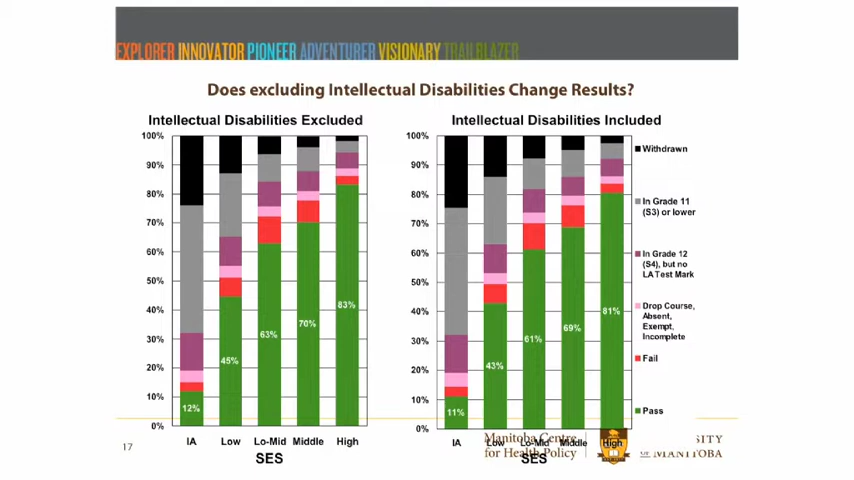 EXPLORER INNOVATOR PIONEER ADVENTURER VISIONARY TRAILBLAZER
Does excluding Intellectual Disabilities Change Results?
Intellectual Disabilities Excluded
100%
90%
80%
70%
60%
50%
40%
30%
20%
10%
0%
12%
45%
63%
70%
83%
IA Low Lo-Mid Middle High
SES
Intellectual Disabilities Included
100%
90%
80%
70%
60%
50%
40%
30%
20%
10%
0%
11%
43%
61%
69%
81%
IA Low Lo-Mid Middle High
SES
Withdrawn
In Grade 11
(S3) or lower
In Grade 12
(S4), but no
LA Test Mark
Drop Course,
Absent,
Exempt,
Incomplete
Fail
Pass
17
Manitoba Centre
for Health Policy
SITY
OF MANITOBA